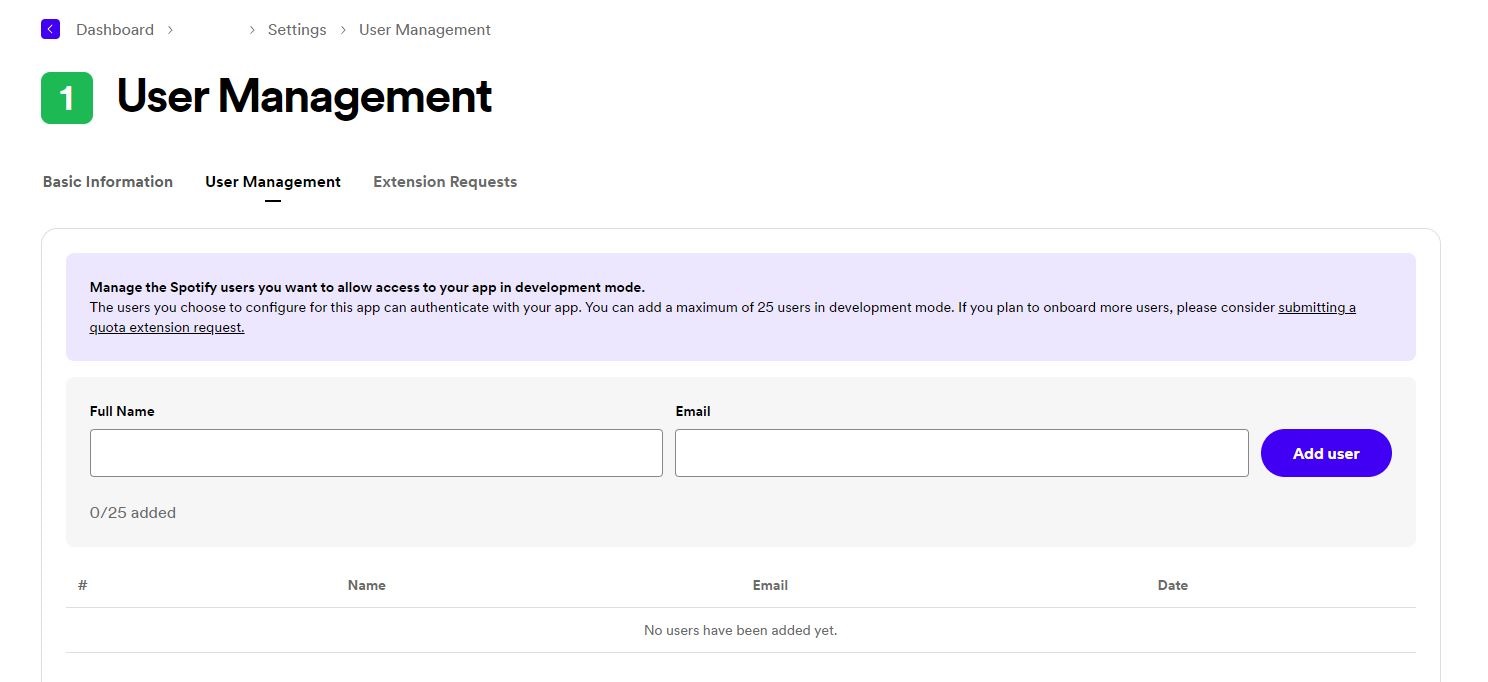 Dashboard > > Settings > User Management
1 User Management
Basic Information User Management Extension Requests
Manage the Spotify users you want to allow access to your app in development mode.
The users you choose to configure for this app can authenticate with your app. You can add a maximum of 25 users in development mode. If you plan to onboard more users, please consider submitting a
quota extension request.
Full Name Email
Add user
0/25 added
# Name Email Date
No users have been added yet.